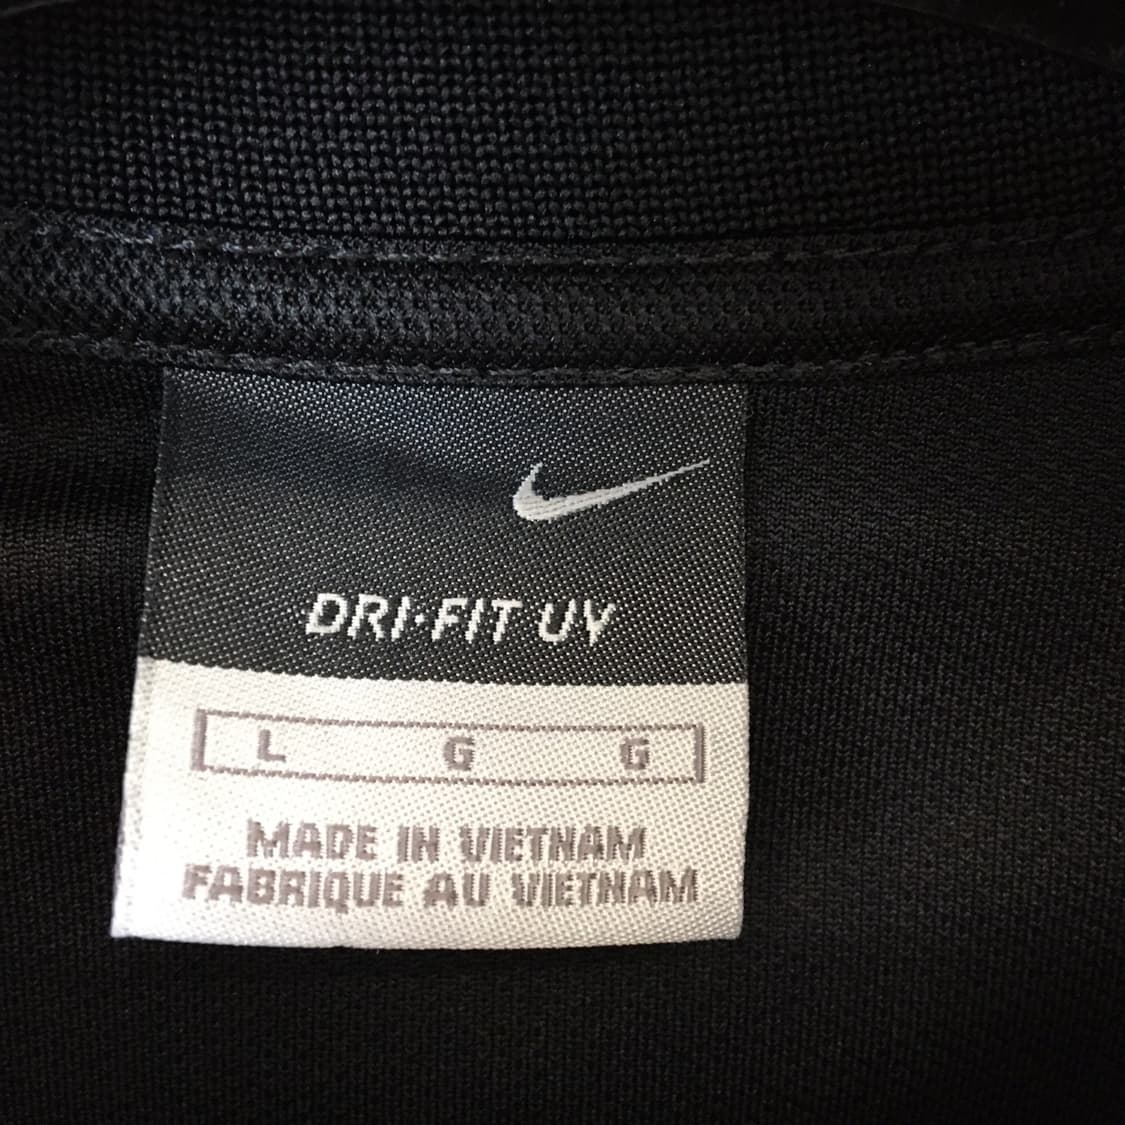 DRI-FIT UV
L G G
MADE IN VIETNAM
FABRIQUE AU VIETNAM